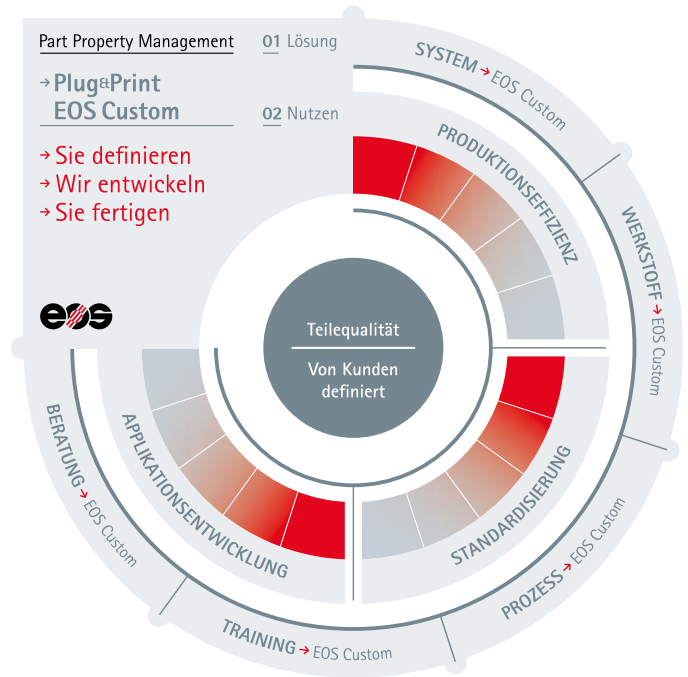 Part Property Management
01 Lösung
→ Plug&Print
EOS Custom
02 Nutzen
→ Sie definieren
→ Wir entwickeln
→ Sie fertigen
eos
SYSTEM → EOS Custom
WERKSTOFF → EOS Custom
PROZESS → EOS Custom
TRAINING → EOS Custom
BERATUNG → EOS Custom
PRODUKTIONSEFFIZIENZ
STANDARDISIERUNG
APPLIKATIONSENTWICKLUNG
Teilequalität
Von Kunden
definiert